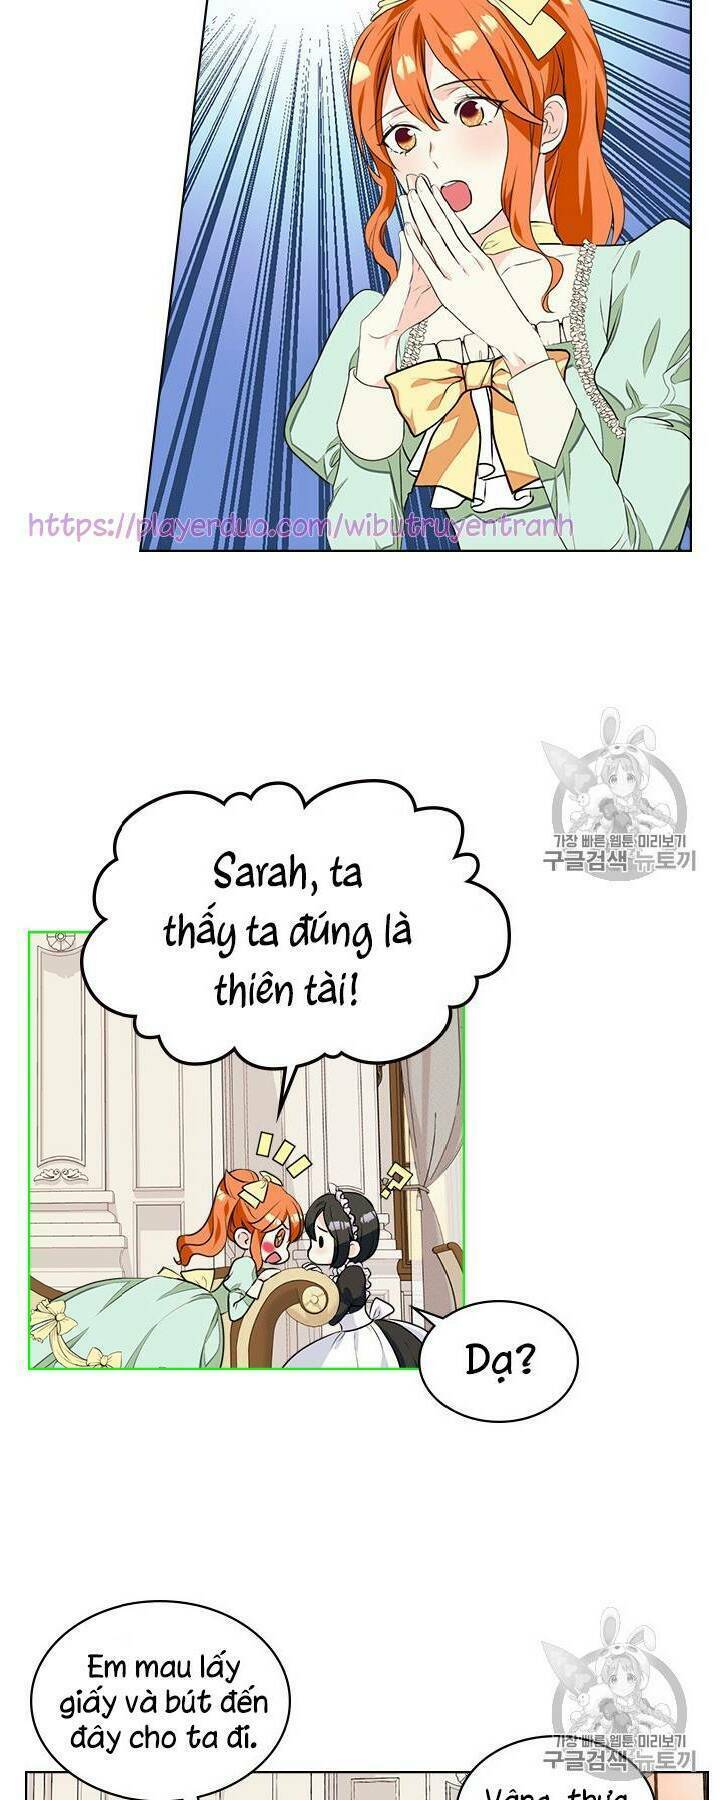 https://playerduo.com/wibutruyentranh
가장 빠른 웹툰 미리보기
구글검색 뉴토끼
Sarah, ta
thấy ta đúng là
thiên tài!
?
Dạ?
Em mau lấy
giấy và bút đến
đây cho ta đi.
가장 빠른 웹툰 미리보기
구글검색 뉴토끼
Vâng, thưa